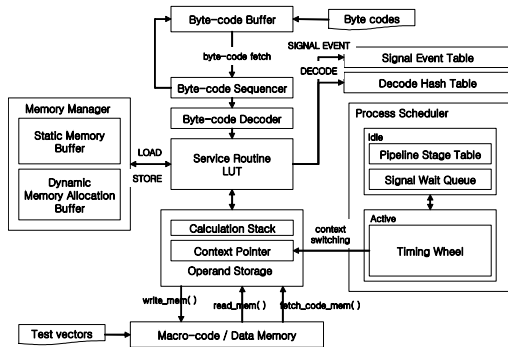 Byte-code Buffer
Byte codes
byte-code fetch
SIGNAL EVENT
Signal Event Table
DECODE
Decode Hash Table
Byte-code Sequencer
Byte-code Decoder
Memory Manager
Static Memory
Buffer
Dynamic
Memory Allocation
Buffer
LOAD
STORE
Service Routine
LUT
Process Scheduler
Idle
Pipeline Stage Table
Signal Wait Queue
Active
Timing Wheel
context
switching
Calculation Stack
Context Pointer
Operand Storage
write_mem( )
read_mem( )
fetch_code_mem( )
Test vectors
Macro-code / Data Memory